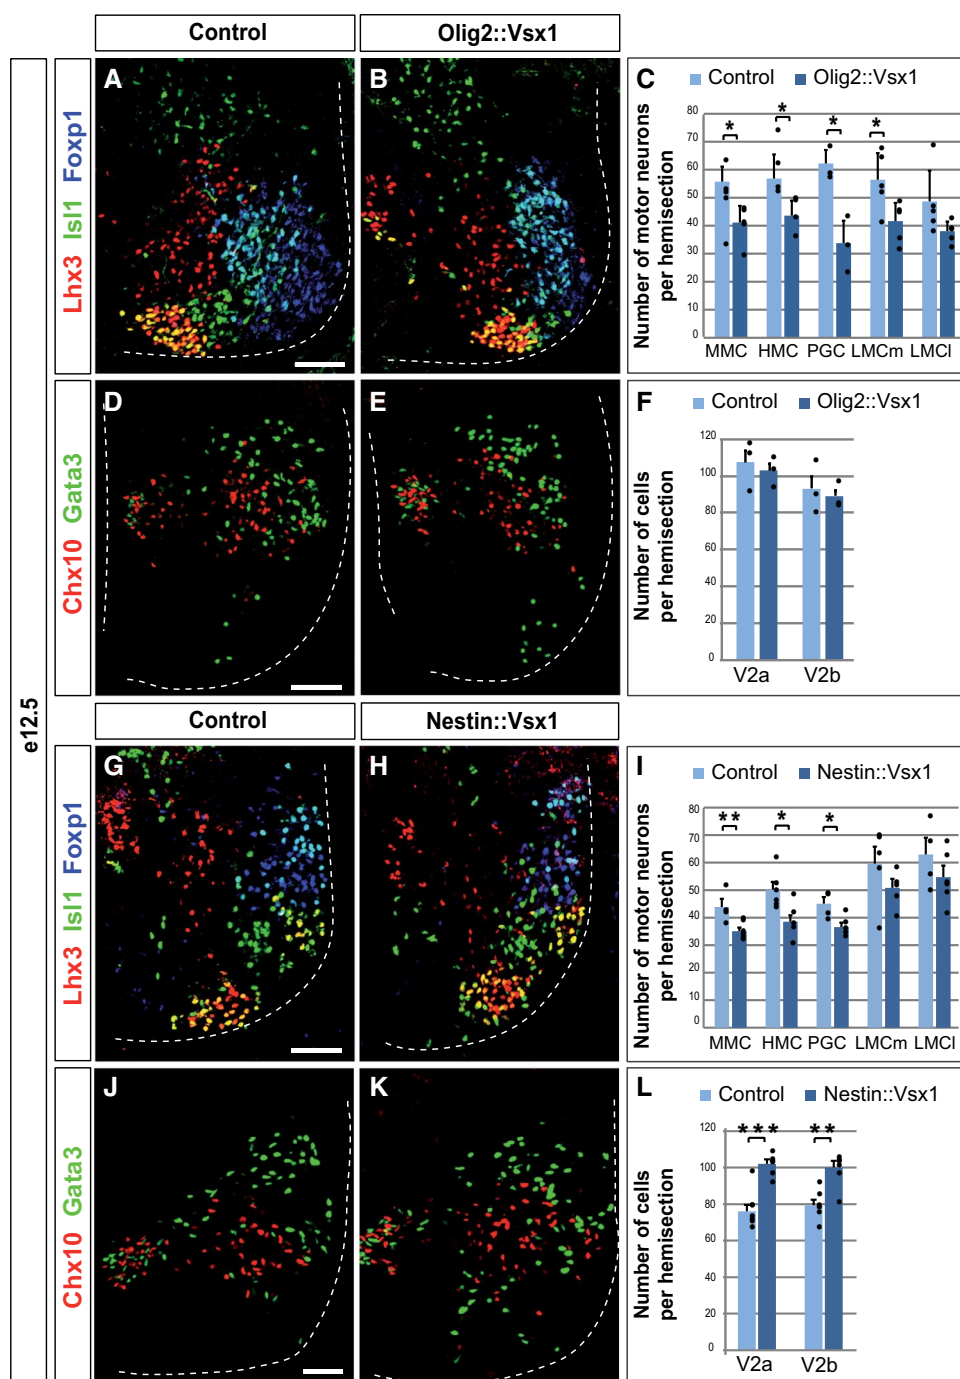 Control
Olig2::Vsx1
e12.5
Lhx3 Isl1 Foxp1
A
B
C
Control
Olig2::Vsx1
Number of motor neurons
per hemisection
80
70
60
50
40
30
20
10
0
*
*
*
*
MMC HMC PGC LMCm LMCl
Chx10 Gata3
D
E
F
Control
Olig2::Vsx1
Number of cells
per hemisection
120
100
80
60
40
20
0
V2a V2b
Control
Nestin::Vsx1
Lhx3 Isl1 Foxp1
G
H
I
Control
Nestin::Vsx1
Number of motor neurons
per hemisection
80
70
60
50
40
30
20
10
0
**
*
*
MMC HMC PGC LMCm LMCl
Chx10 Gata3
J
K
L
Control
Nestin::Vsx1
Number of cells
per hemisection
120
100
80
60
40
20
0
***
**
V2a V2b